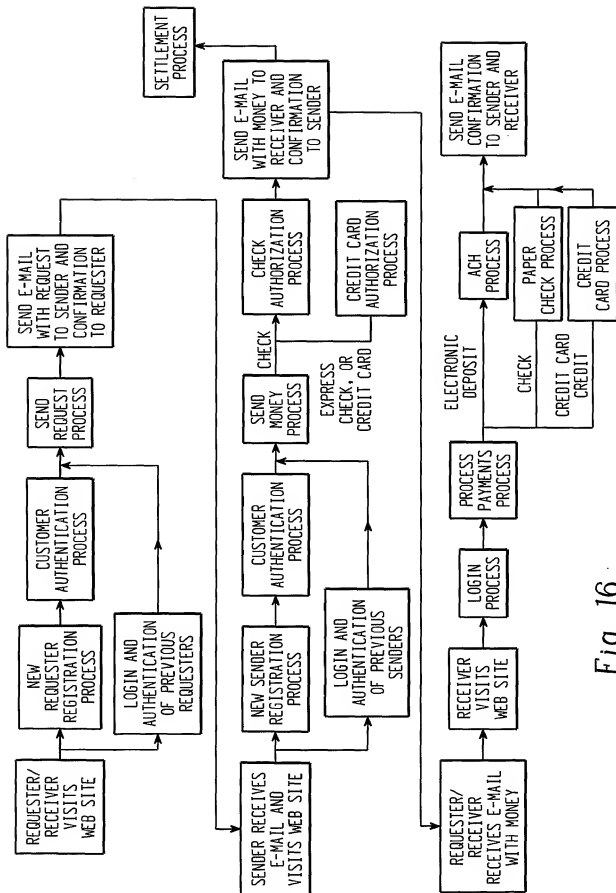 REQUESTER/
RECEIVER
VISITS
WEB SITE
NEW
REQUESTER
REGISTRATION
PROCESS
LOGIN AND
AUTHENTICATION
OF PREVIOUS
REQUESTERS
CUSTOMER
AUTHENTICATION
PROCESS
SEND
REQUEST
PROCESS
SEND E-MAIL
WITH REQUEST
TO SENDER AND
CONFIRMATION
TO REQUESTER
SENDER RECEIVES
E-MAIL AND
VISITS WEB SITE
NEW SENDER
REGISTRATION
PROCESS
LOGIN AND
AUTHENTICATION
OF PREVIOUS
SENDERS
CUSTOMER
AUTHENTICATION
PROCESS
SEND
MONEY
PROCESS
CHECK
EXPRESS
CHECK, OR
CREDIT CARD
CHECK
AUTHORIZATION
PROCESS
CREDIT CARD
AUTHORIZATION
PROCESS
SEND E-MAIL
WITH MONEY TO
RECEIVER AND
CONFIRMATION
TO SENDER
SETTLEMENT
PROCESS
REQUESTER/
RECEIVER
RECEIVES E-MAIL
WITH MONEY
RECEIVER
VISITS
WEB SITE
LOGIN
PROCESS
PROCESS
PAYMENTS
PROCESS
ELECTRONIC
DEPOSIT
CHECK
CREDIT CARD
CREDIT
ACH
PROCESS
PAPER
CHECK PROCESS
CREDIT
CARD PROCESS
SEND E-MAIL
CONFIRMATION
TO SENDER AND
RECEIVER
Fig. 16